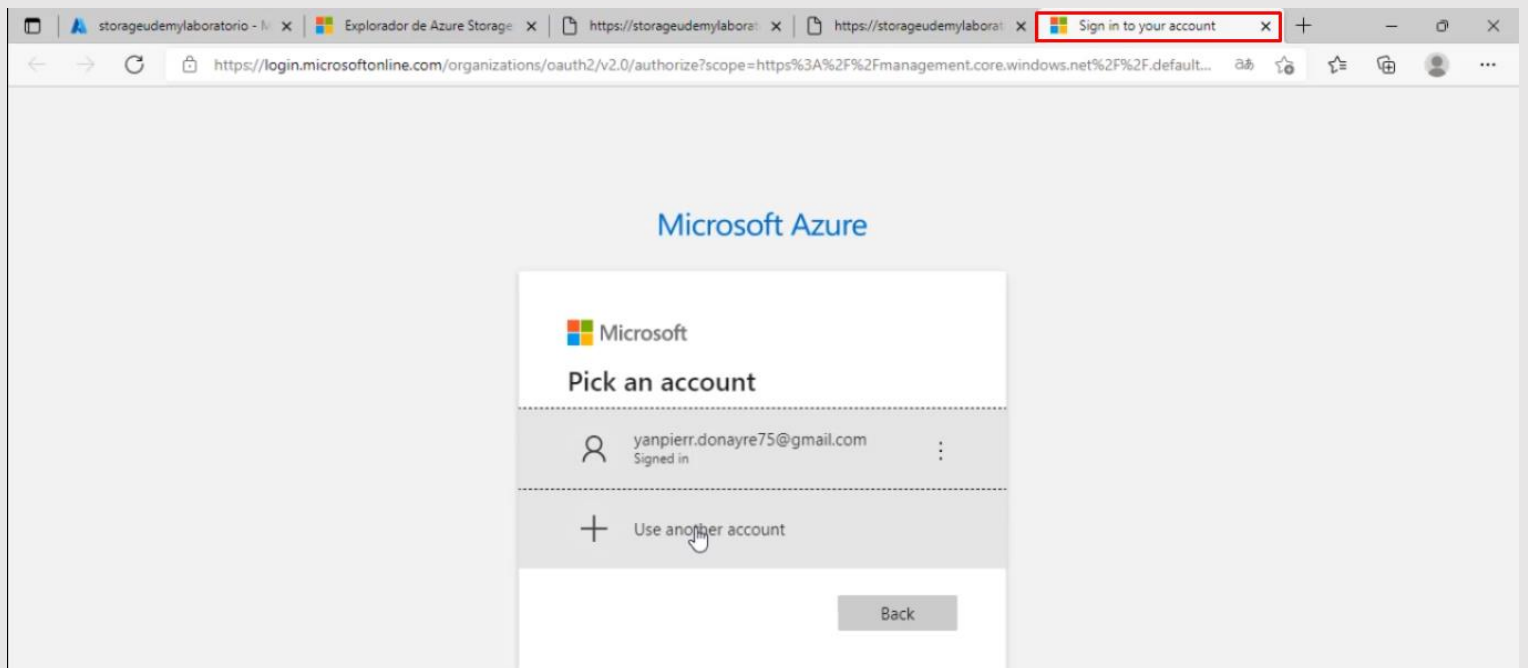 storageudemylaboratorio - M
Explorador de Azure Storage
https://storageudemylaborat
https://storageudemylaborat
Sign in to your account
https://login.microsoftonline.com/organizations/oauth2/v2.0/authorize?scope=https%3A%2F%2Fmanagement.core.windows.net%2F%2F.default...
Microsoft Azure
Microsoft
Pick an account
yanpierr.donayre75@gmail.com
Signed in
Use another account
Back